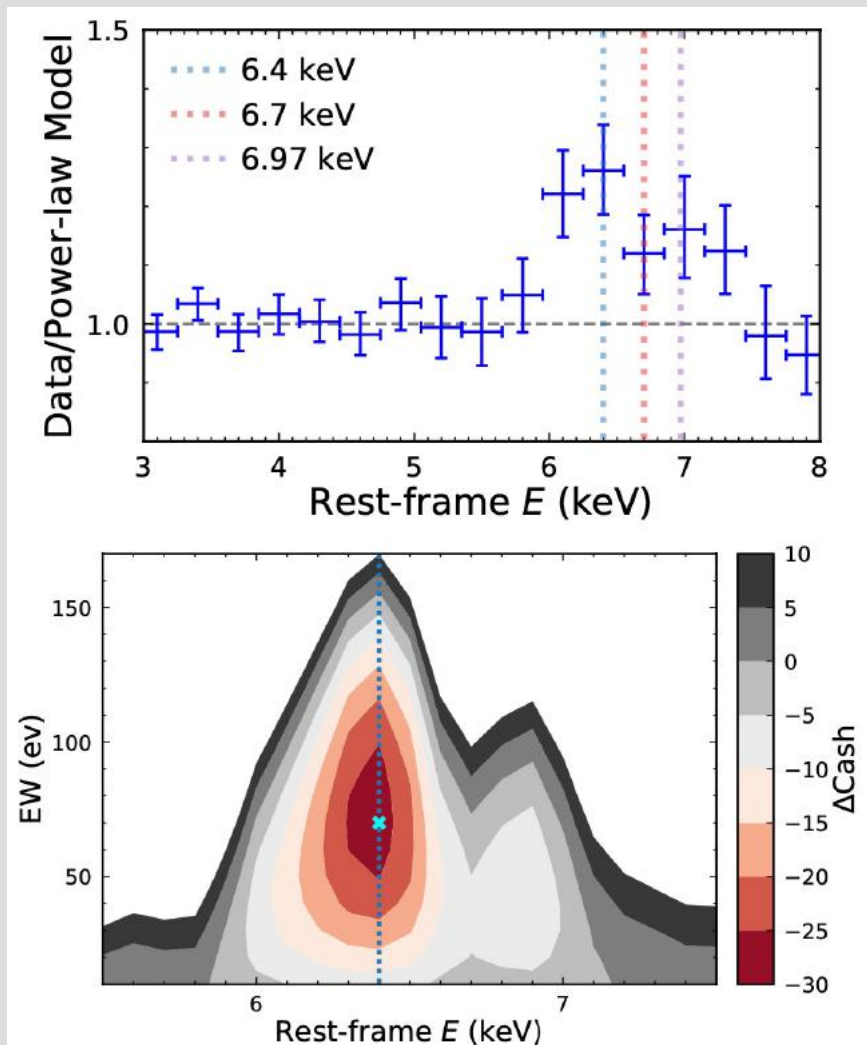 1.5
6.4 keV
6.7 keV
6.97 keV
Data/Power-law Model
1.0
3 4 5 6 7 8
Rest-frame E (keV)
10
150
5
0
100
−5
EW (ev)
ΔCash
−10
−15
50
−20
−25
−30
6 7
Rest-frame E (keV)